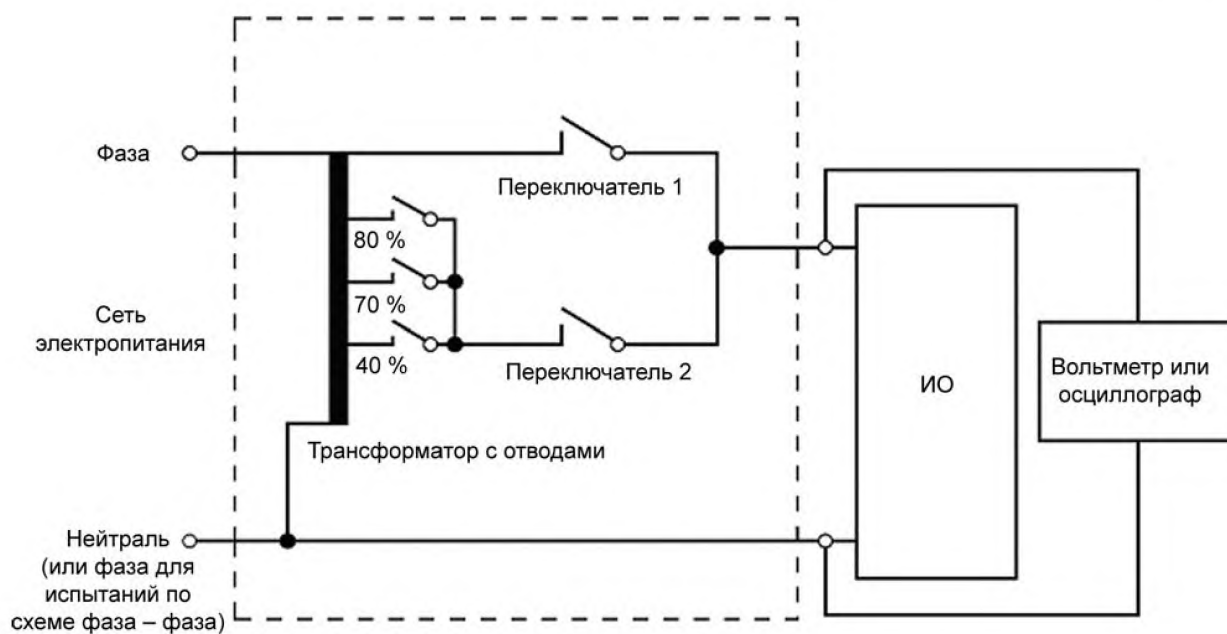 Фаза
Переключатель 1
80 %
70 %
40 %
Сеть
электропитания
Переключатель 2
ИО
Вольтметр или
осциллограф
Трансформатор с отводами
Нейтраль
(или фаза для
испытаний по
схеме фаза – фаза)